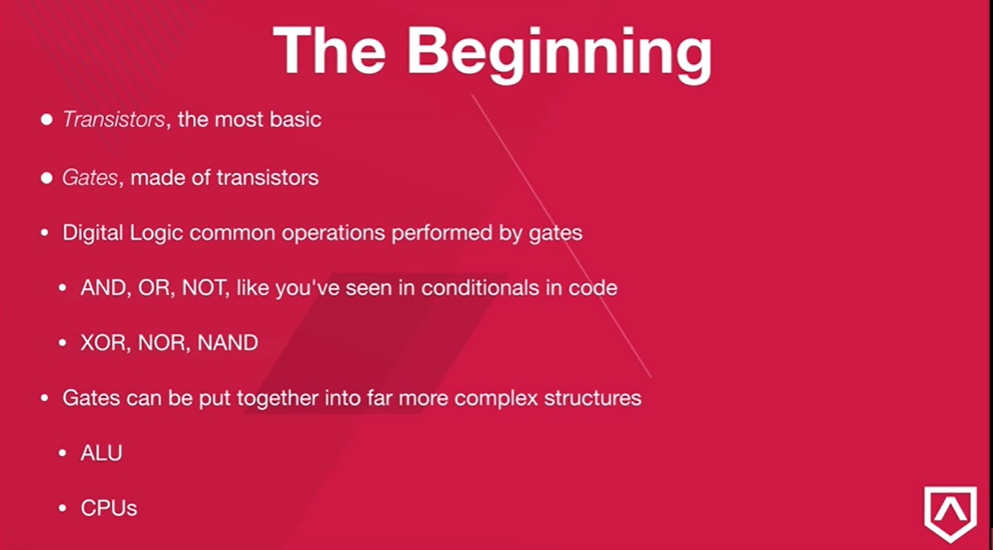 The Beginning
Transistors, the most basic
Gates, made of transistors
Digital Logic common operations performed by gates
AND, OR, NOT, like you've seen in conditionals in code
XOR, NOR, NAND
Gates can be put together into far more complex structures
ALU
CPUs